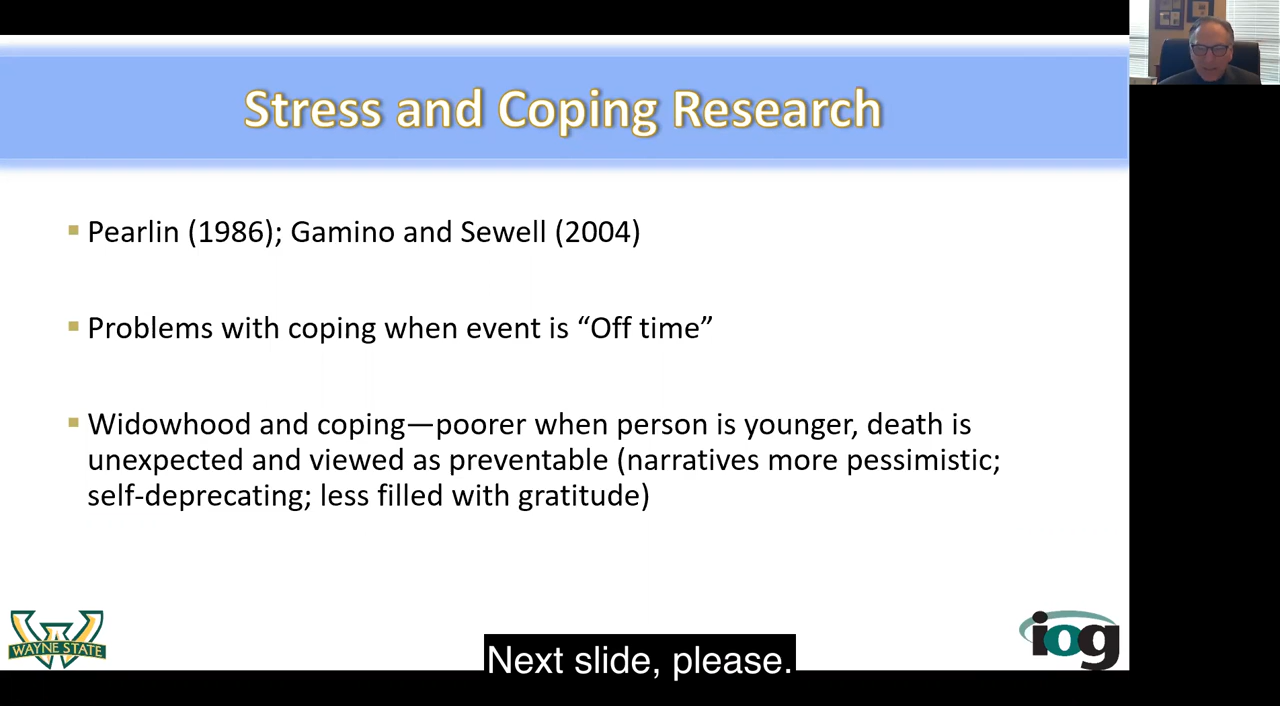 Stress and Coping Research
Pearlin (1986); Gamino and Sewell (2004)
Problems with coping when event is “Off time”
Widowhood and coping—poorer when person is younger, death is
unexpected and viewed as preventable (narratives more pessimistic;
self-deprecating; less filled with gratitude)
WAYNE STATE
iog
Next slide, please.